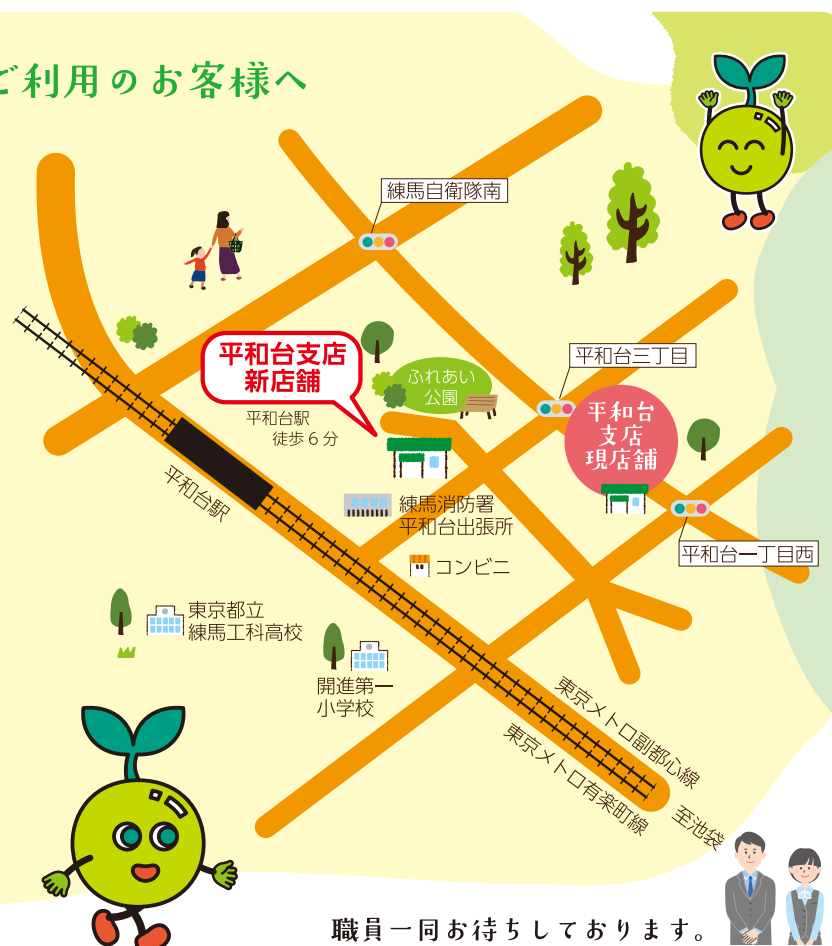 ご利用のお客様へ
練馬自衛隊南
平和台支店
新店舗
平和台駅
徒歩6分
ふれあい
公園
平和台三丁目
平和台
支店
現店舗
平和台駅
練馬消防署
平和台出張所
コンビニ
平和台一丁目西
東京都立
練馬工科高校
開進第一
小学校
東京メトロ副都心線
東京メトロ有楽町線
至池袋
職員一同お待ちしております。